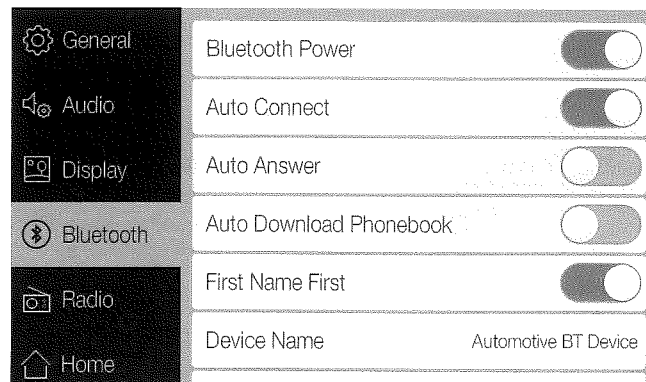 General
Audio
Display
Bluetooth
Radio
Home
Bluetooth Power
Auto Connect
Auto Answer
Auto Download Phonebook
First Name First
Device Name Automotive BT Device